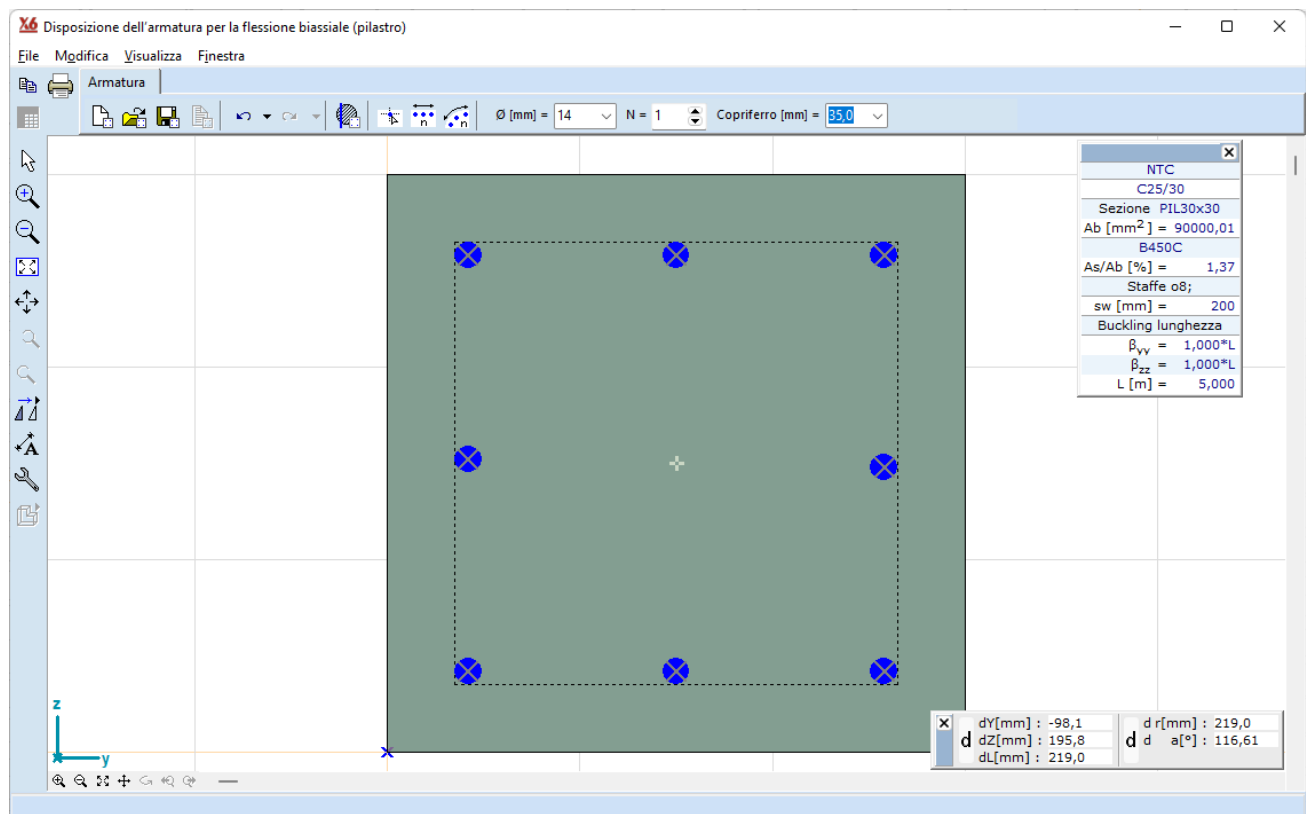 X6 Disposizione dell'armatura per la flessione biassiale (pilastro)
File Modifica Visualizza Finestra
Armatura
Ø [mm] = 14 N = 1 Copriferro [mm] = 35,0
NTC
C25/30
Sezione PIL30x30
Ab [mm²] = 90000,01
B450C
As/Ab [%] = 1,37
Staffe o8;
sw [mm] = 200
Buckling lunghezza
βyy = 1,000*L
βzz = 1,000*L
L [m] = 5,000
z
y
d
dY[mm] : -98,1
dZ[mm] : 195,8
dL[mm] : 219,0
d
d r[mm] : 219,0
d a[°] : 116,61